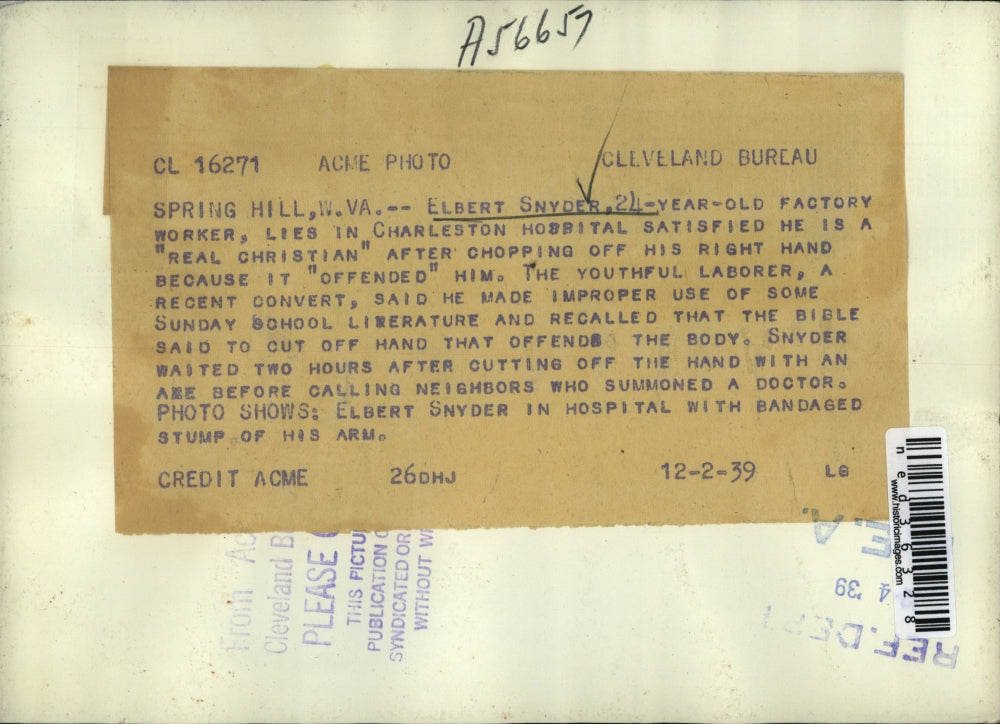 A56657
CL 16271 ACME PHOTO CLEVELAND BUREAU
SPRING HILL, W.VA.-- ELBERT SNYDER, 24-YEAR-OLD FACTORY
WORKER, LIES IN CHARLESTON HOSBITAL SATISFIED HE IS A
"REAL CHRISTIAN" AFTER CHOPPING OFF HIS RIGHT HAND
BECAUSE IT "OFFENDED" HIM. THE YOUTHFUL LABORER, A
RECENT CONVERT, SAID HE MADE IMPROPER USE OF SOME
SUNDAY SCHOOL LITERATURE AND RECALLED THAT THE BIBLE
SAID TO CUT OFF HAND THAT OFFENDS THE BODY. SNYDER
WAITED TWO HOURS AFTER CUTTING OFF THE HAND WITH AN
AXE BEFORE CALLING NEIGHBORS WHO SUMMONED A DOCTOR.
PHOTO SHOWS: ELBERT SNYDER IN HOSPITAL WITH BANDAGED
STUMP OF HIS ARM.
CREDIT ACME 26DHJ 12-2-39 LG
From
Cleveland B
PLEASE
THIS PICTU
PUBLICATION
SYNDICATED OR
WITHOUT
ned36328
www.historicimages.com
4 '39
REF. DEPT